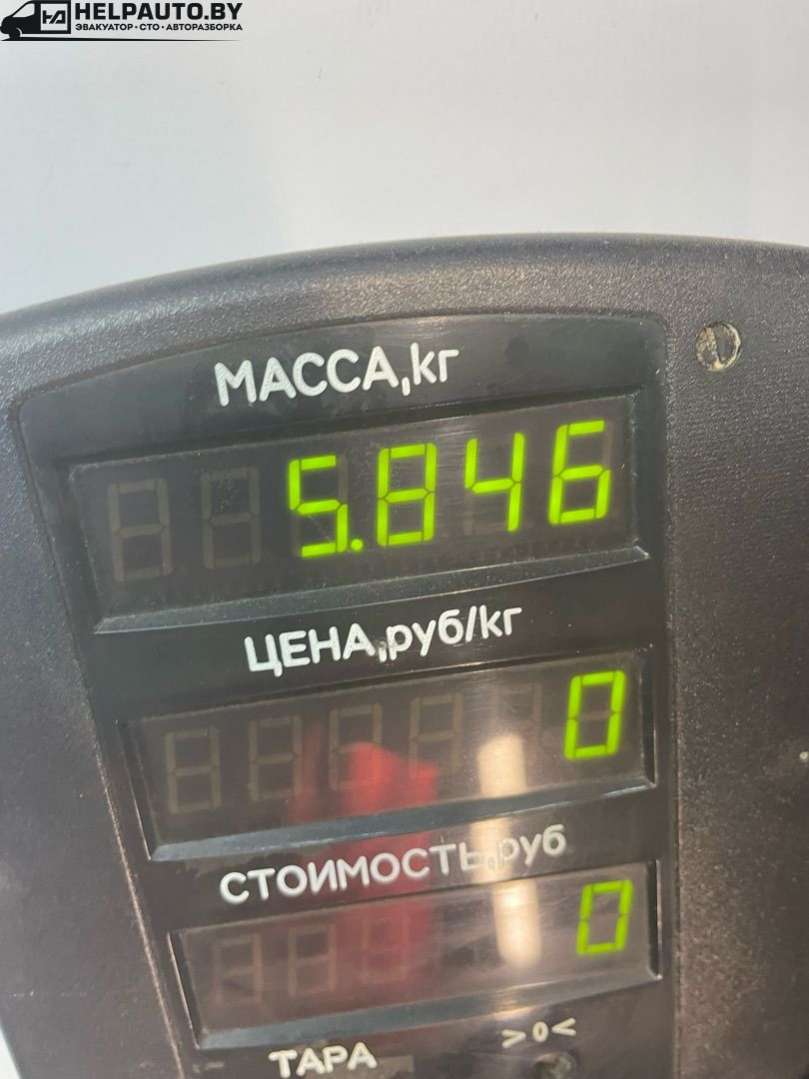 HELPAUTO.BY
ЭВАКУАТОР • СТО • АВТОРАЗБОРКА
МАССА,кг
5.846
ЦЕНА,руб/кг
0
СТОИМОСТЬ,руб
0
>0<
ТАРА